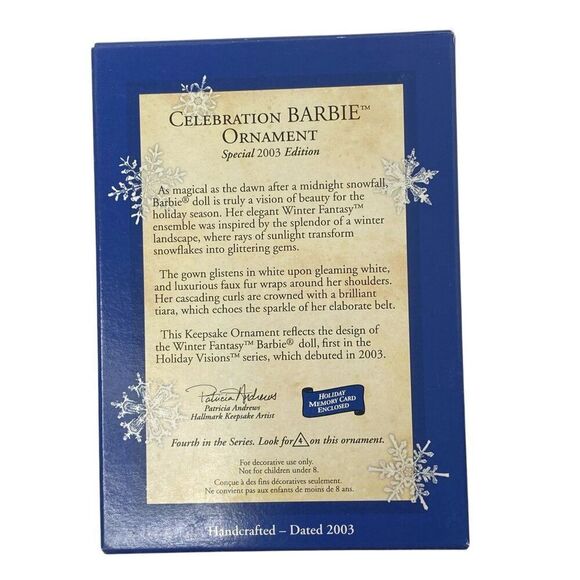 CELEBRATION BARBIE™
ORNAMENT
Special 2003 Edition
As magical as the dawn after a midnight snowfall,
Barbie® doll is truly a vision of beauty for the
holiday season. Her elegant Winter Fantasy™
ensemble was inspired by the splendor of a winter
landscape, where rays of sunlight transform
snowflakes into glittering gems.
The gown glistens in white upon gleaming white,
and luxurious faux fur wraps around her shoulders.
Her cascading curls are crowned with a brilliant
tiara, which echoes the sparkle of her elaborate belt.
This Keepsake Ornament reflects the design of
the Winter Fantasy™ Barbie® doll, first in the
Holiday Visions™ series, which debuted in 2003.
Patricia Andrews
Patricia Andrews
Hallmark Keepsake Artist
HOLIDAY
MEMORY CARD
ENCLOSED
Fourth in the Series. Look for 4 on this ornament.
For decorative use only.
Not for children under 8.
Conçue à des fins décoratives seulement.
Ne convient pas aux enfants de moins de 8 ans.
Handcrafted – Dated 2003